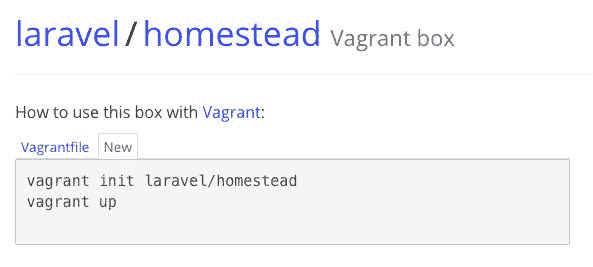 laravel / homestead Vagrant box
How to use this box with Vagrant:
Vagrantfile New
vagrant init laravel/homestead
vagrant up